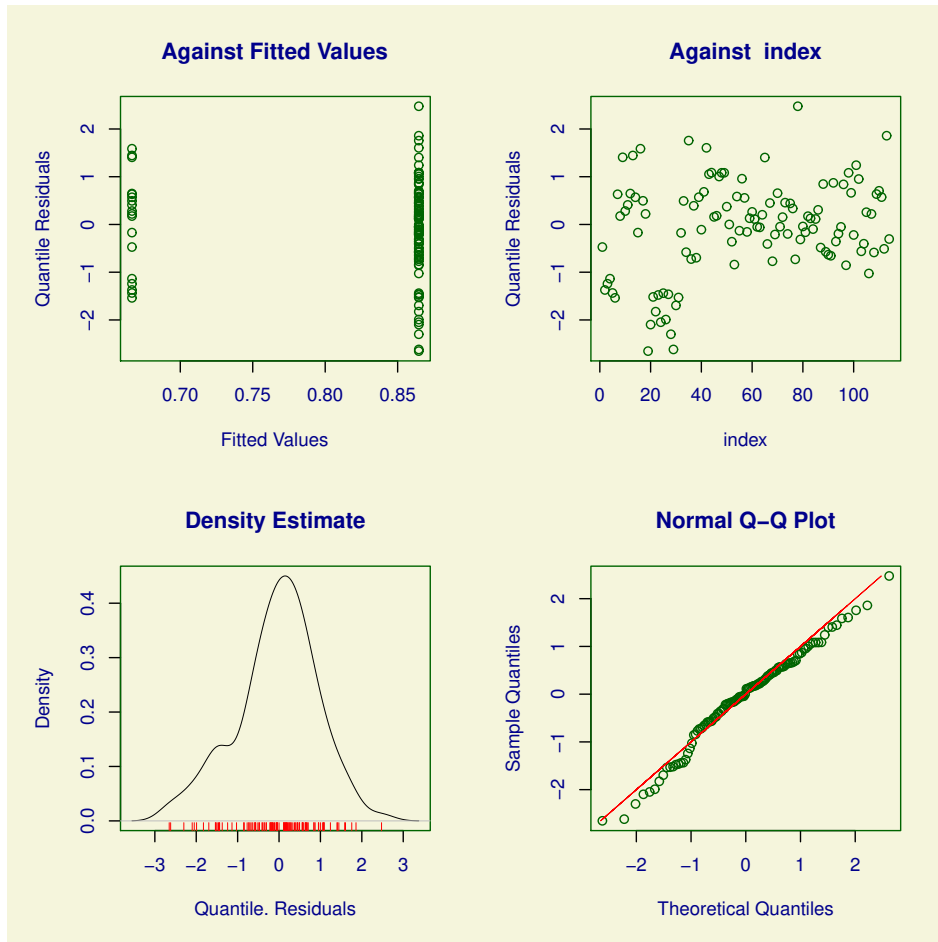 Against Fitted Values
Quantile Residuals
2
1
0
−1
−2
0.70 0.75 0.80 0.85
Fitted Values
Against index
Quantile Residuals
2
1
0
−1
−2
0 20 40 60 80 100
index
Density Estimate
Density
0.4
0.3
0.2
0.1
0.0
−3 −2 −1 0 1 2 3
Quantile. Residuals
Normal Q−Q Plot
Sample Quantiles
2
1
0
−1
−2
−2 −1 0 1 2
Theoretical Quantiles